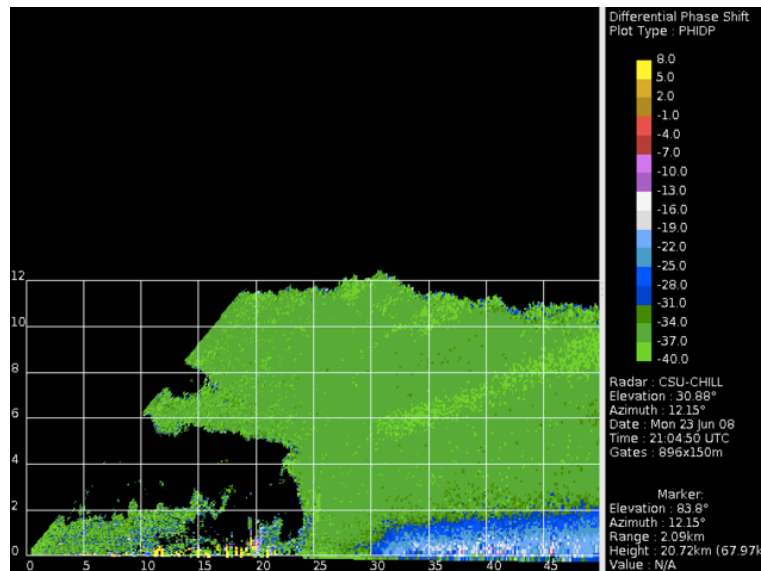 Differential Phase Shift
Plot Type : PHIDP
8.0
5.0
2.0
-1.0
-4.0
-7.0
-10.0
-13.0
-16.0
-19.0
-22.0
-25.0
-28.0
-31.0
-34.0
-37.0
-40.0
12
10
8
6
4
2
0
0 5 10 15 20 25 30 35 40 45
Radar : CSU-CHILL
Elevation : 30.88°
Azimuth : 12.15°
Date : Mon 23 Jun 08
Time : 21:04:50 UTC
Gates : 896x150m
Marker:
Elevation : 83.8°
Azimuth : 12.15°
Range : 2.09km
Height : 20.72km (67.97k
Value : N/A